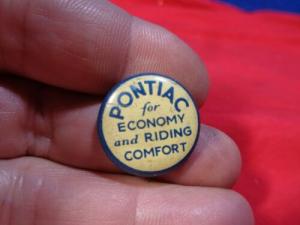 PONTIAC
for
ECONOMY
and RIDING
COMFORT